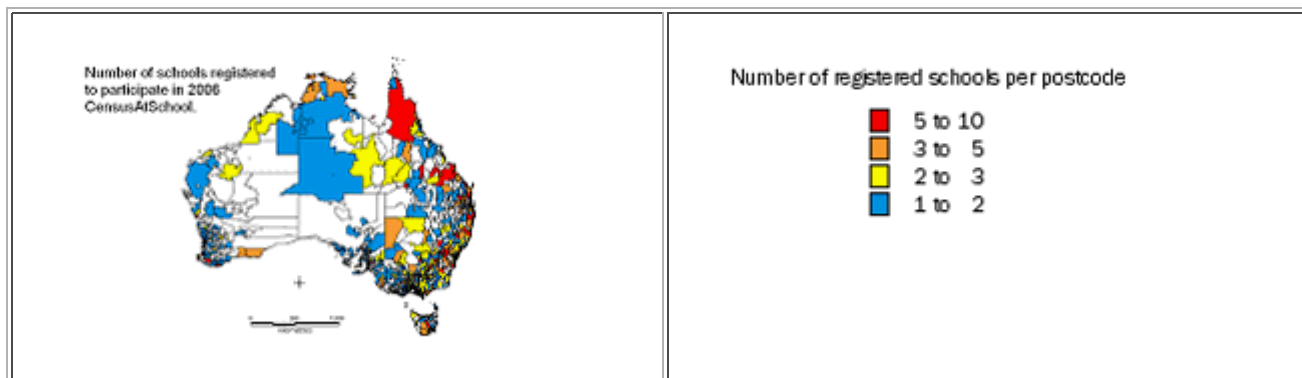 Number of schools registered
to participate in 2006
CensusAtSchool.
Number of registered schools per postcode
5 to 10
3 to 5
2 to 3
1 to 2